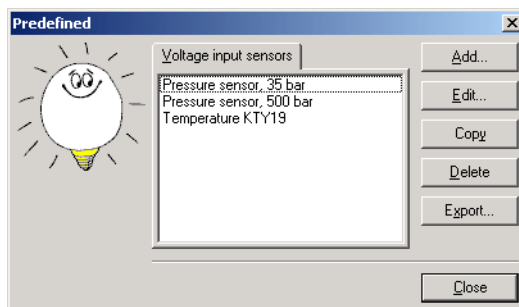 Predefined
Voltage input sensors
Pressure sensor, 35 bar
Pressure sensor, 500 bar
Temperature KTY19
Add...
Edit...
Copy
Delete
Export...
Close